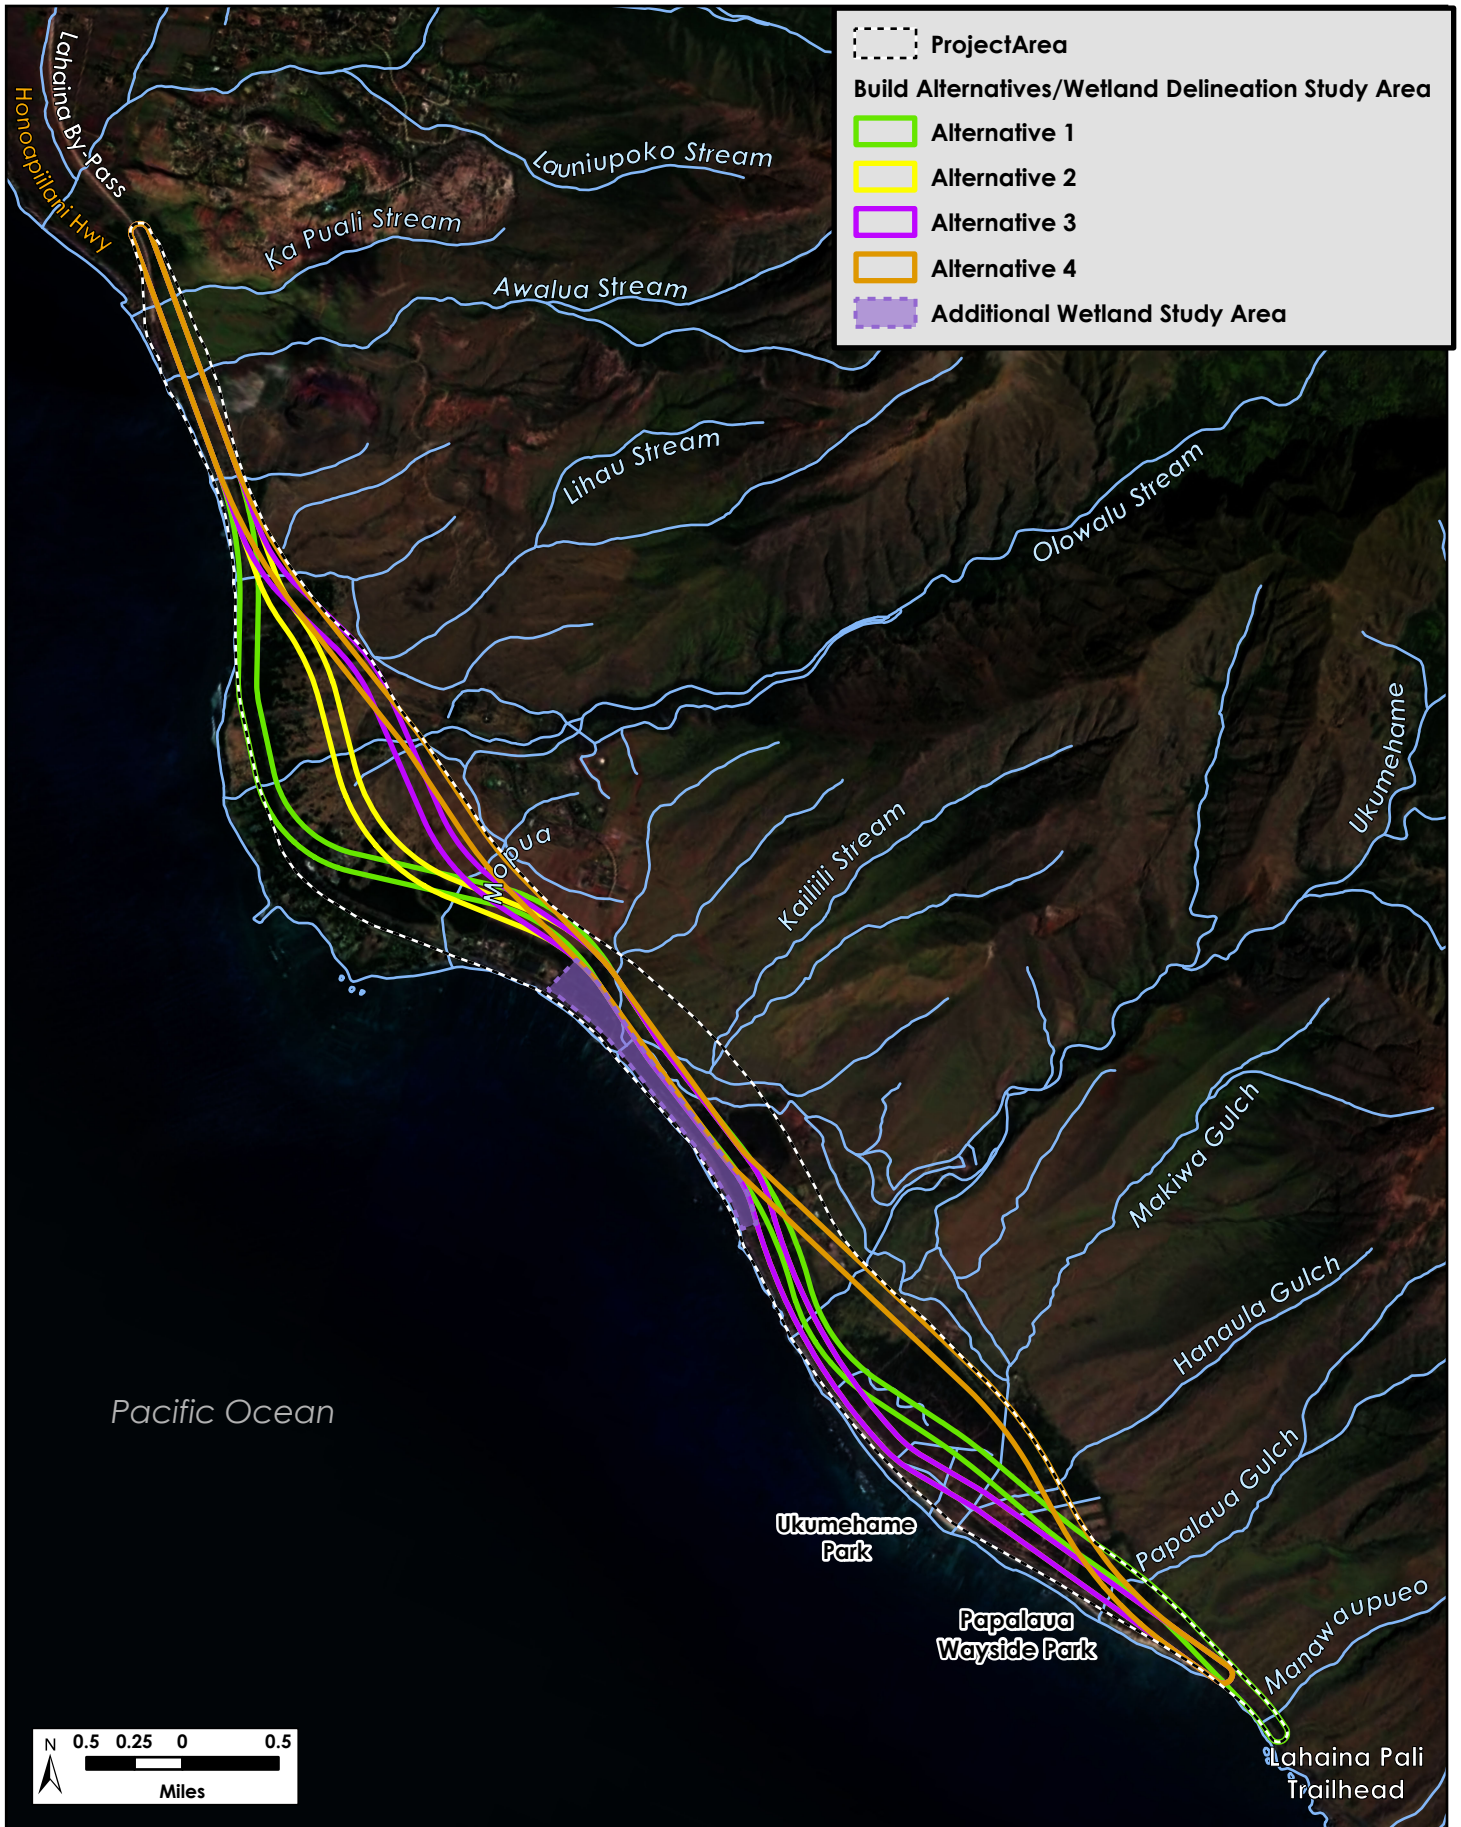 ProjectArea
Build Alternatives/Wetland Delineation Study Area
Alternative 1
Alternative 2
Alternative 3
Alternative 4
Additional Wetland Study Area
Lahaina By-Pass
Honoapiilani Hwy
Launiupoko Stream
Ka Puali Stream
Awalua Stream
Lihau Stream
Olowalu Stream
Ukumehame
Mopua
Kailiili Stream
Makiwa Gulch
Hanaula Gulch
Pacific Ocean
Papalaua Gulch
Ukumehame
Park
Papalaua
Wayside Park
Manawaupueo
Lahaina Pali
Trailhead
N
0.5 0.25 0 0.5
Miles